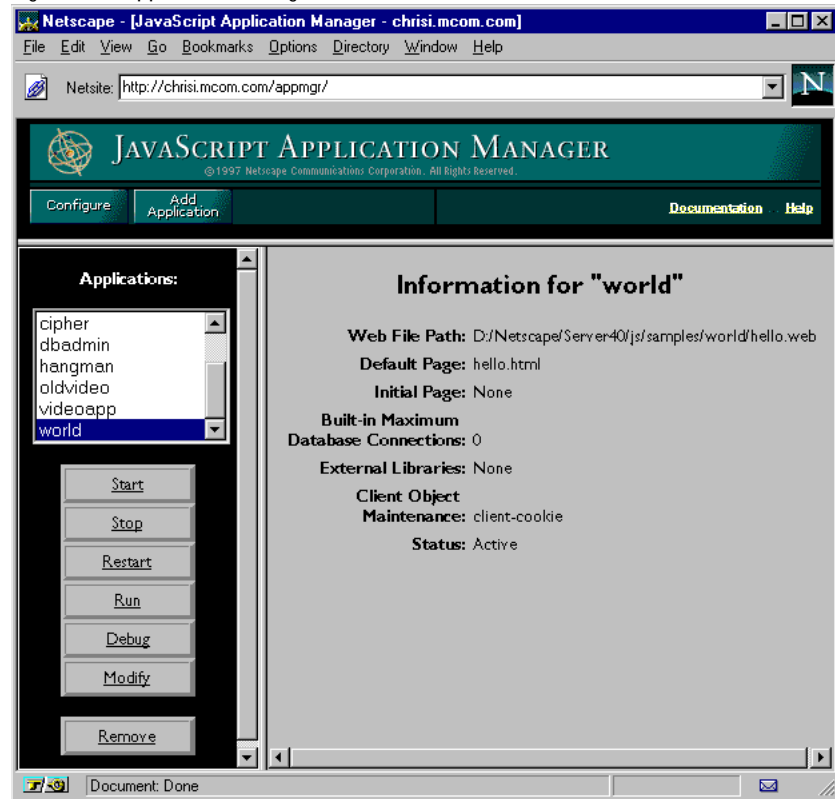 Netscape - [JavaScript Application Manager - chrisi.mcom.com]
File Edit View Go Bookmarks Options Directory Window Help
Netsite: http://chrisi.mcom.com/appmgr/
N
JAVASCRIPT APPLICATION MANAGER
©1997 Netscape Communications Corporation. All Rights Reserved.
Configure
Add
Application
Documentation Help
Applications:
cipher
dbadmin
hangman
oldvideo
videoapp
world
Start
Stop
Restart
Run
Debug
Modify
Remove
Information for "world"
Web File Path: D:/Netscape/Server40/js/samples/world/hello.web
Default Page: hello.html
Initial Page: None
Built-in Maximum
Database Connections: 0
External Libraries: None
Client Object
Maintenance: client-cookie
Status: Active
Document: Done